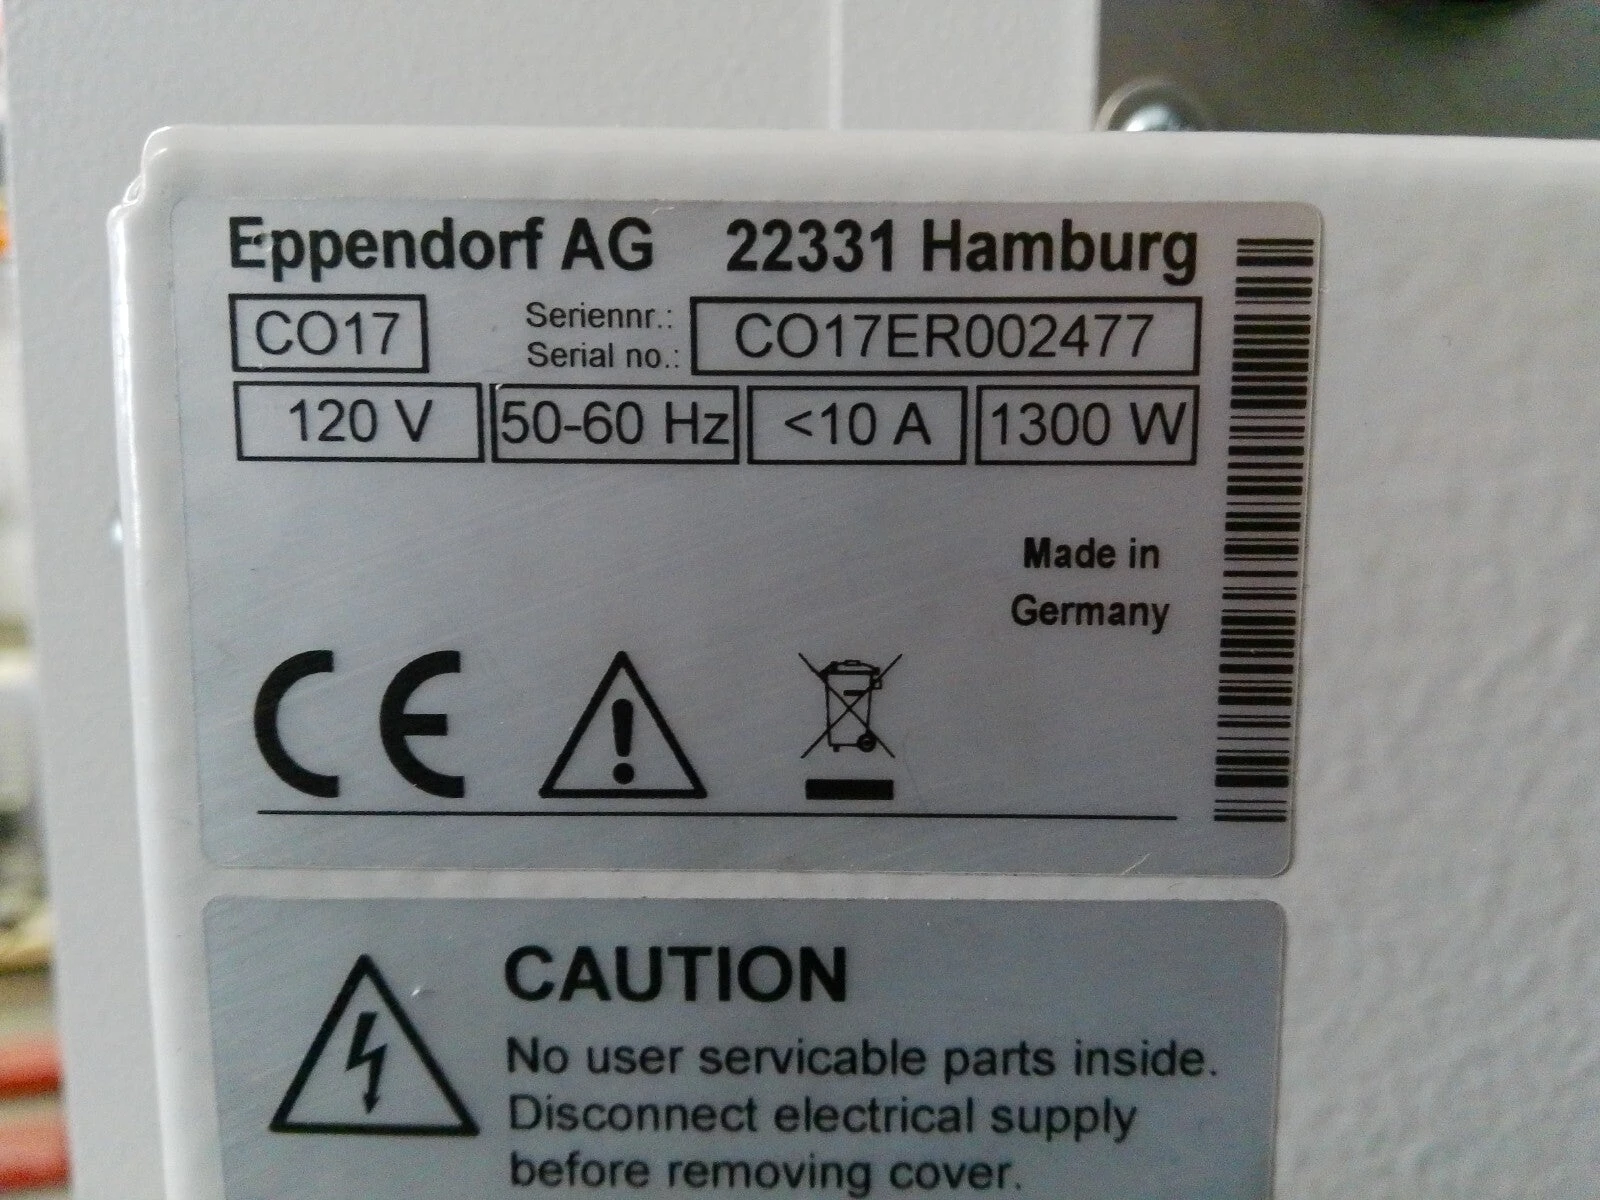 Eppendorf AG 22331 Hamburg
CO17
Seriennr.:
Serial no.:
CO17ER002477
120 V 50-60 Hz <10 A 1300 W
Made in
Germany
CE
CAUTION
No user servicable parts inside.
Disconnect electrical supply
before removing cover.